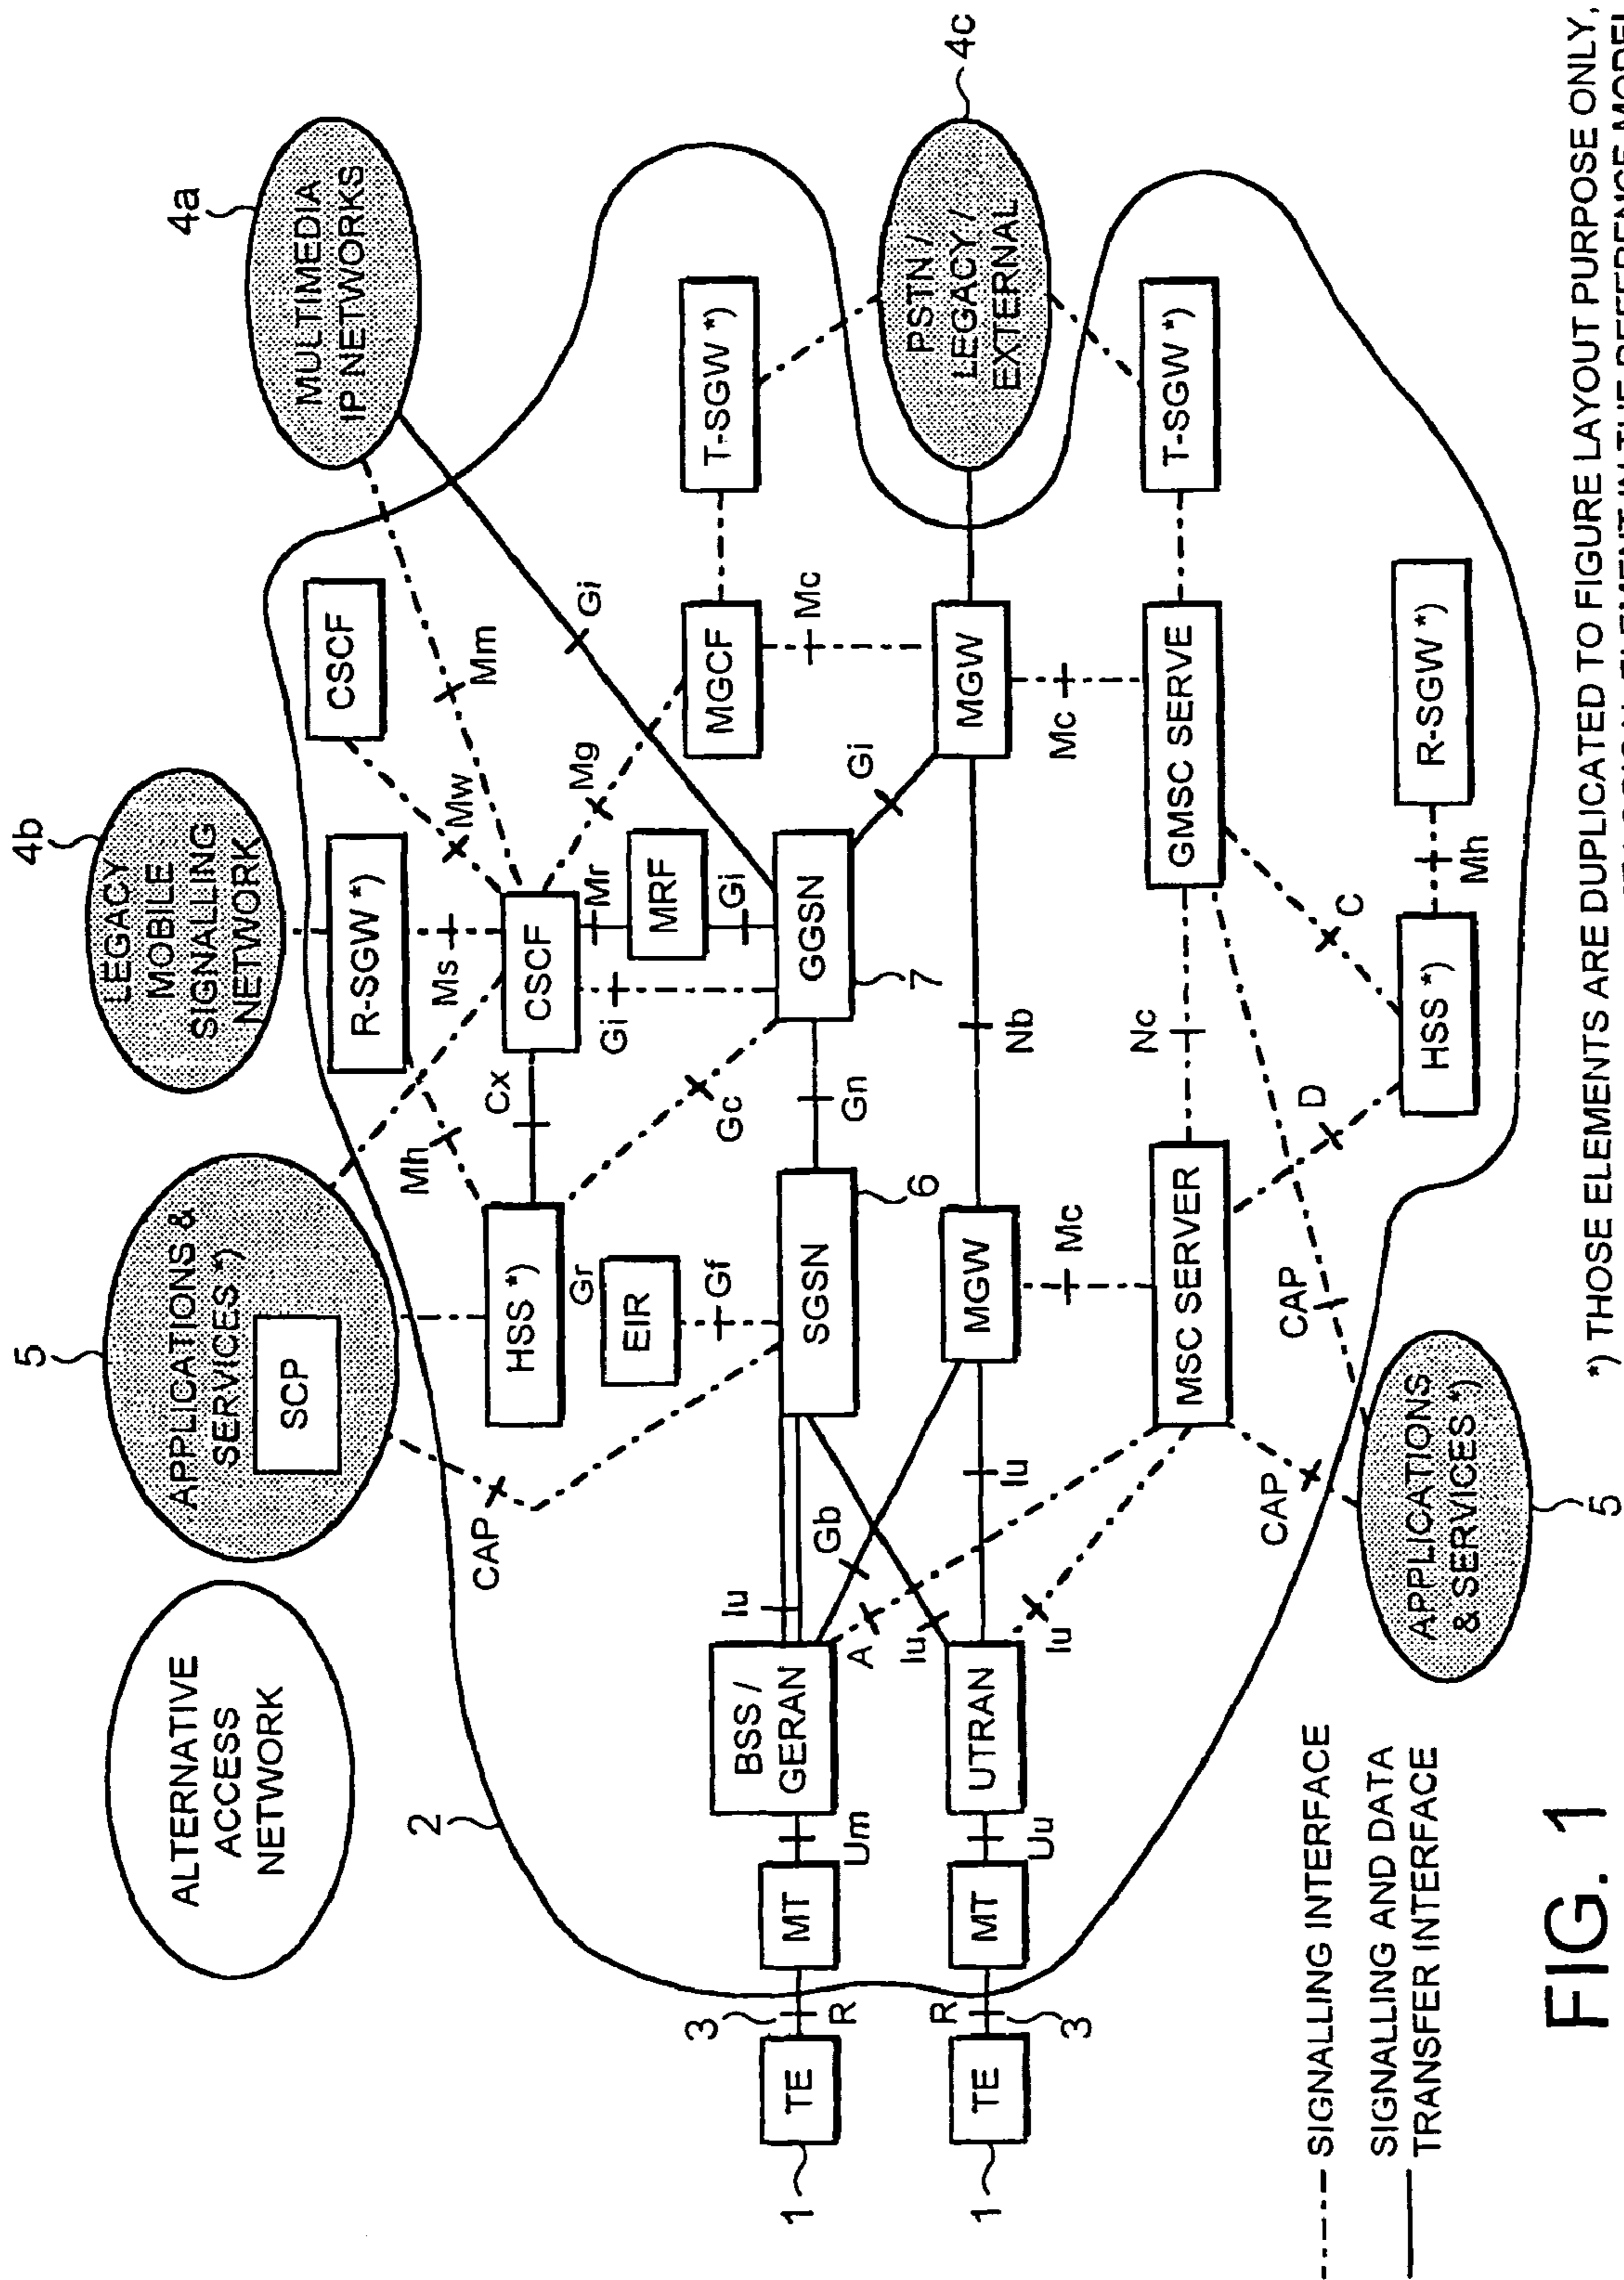 4a
4b
5
MULTIMEDIA
IP NETWORKS
LEGACY
MOBILE
SIGNALLING
NETWORK
APPLICATIONS &
SERVICES *)
SCP
ALTERNATIVE
ACCESS
NETWORK
2
CAP
Mh
R-SGW *)
CSCF
Ms
Mw
Mm
Cx
CSCF
HSS *)
Gr
Gi
Mr
Mg
Gi
EIR
Gf
Gc
MRF
Gi
MGCF
Mc
T-SGW *)
4c
3
1
TE
R
MT
Um
BSS /
GERAN
Iu
SGSN
6
Gn
GGSN
7
Gi
Gb
A
Iu
PSTN /
LEGACY /
EXTERNAL
1
TE
R
3
MT
Uu
UTRAN
Iu
Iu
MGW
Nb
MGW
Mc
Mc
MSC SERVER
Nc
GMSC SERVE
T-SGW *)
CAP
CAP
D
C
HSS *)
Mh
R-SGW *)
APPLICATIONS
& SERVICES *)
5
SIGNALLING INTERFACE
SIGNALLING AND DATA
TRANSFER INTERFACE
*) THOSE ELEMENTS ARE DUPLICATED TO FIGURE LAYOUT PURPOSE ONLY,
ELEMENT IN THE REFERENCE MODEL
FIG. 1